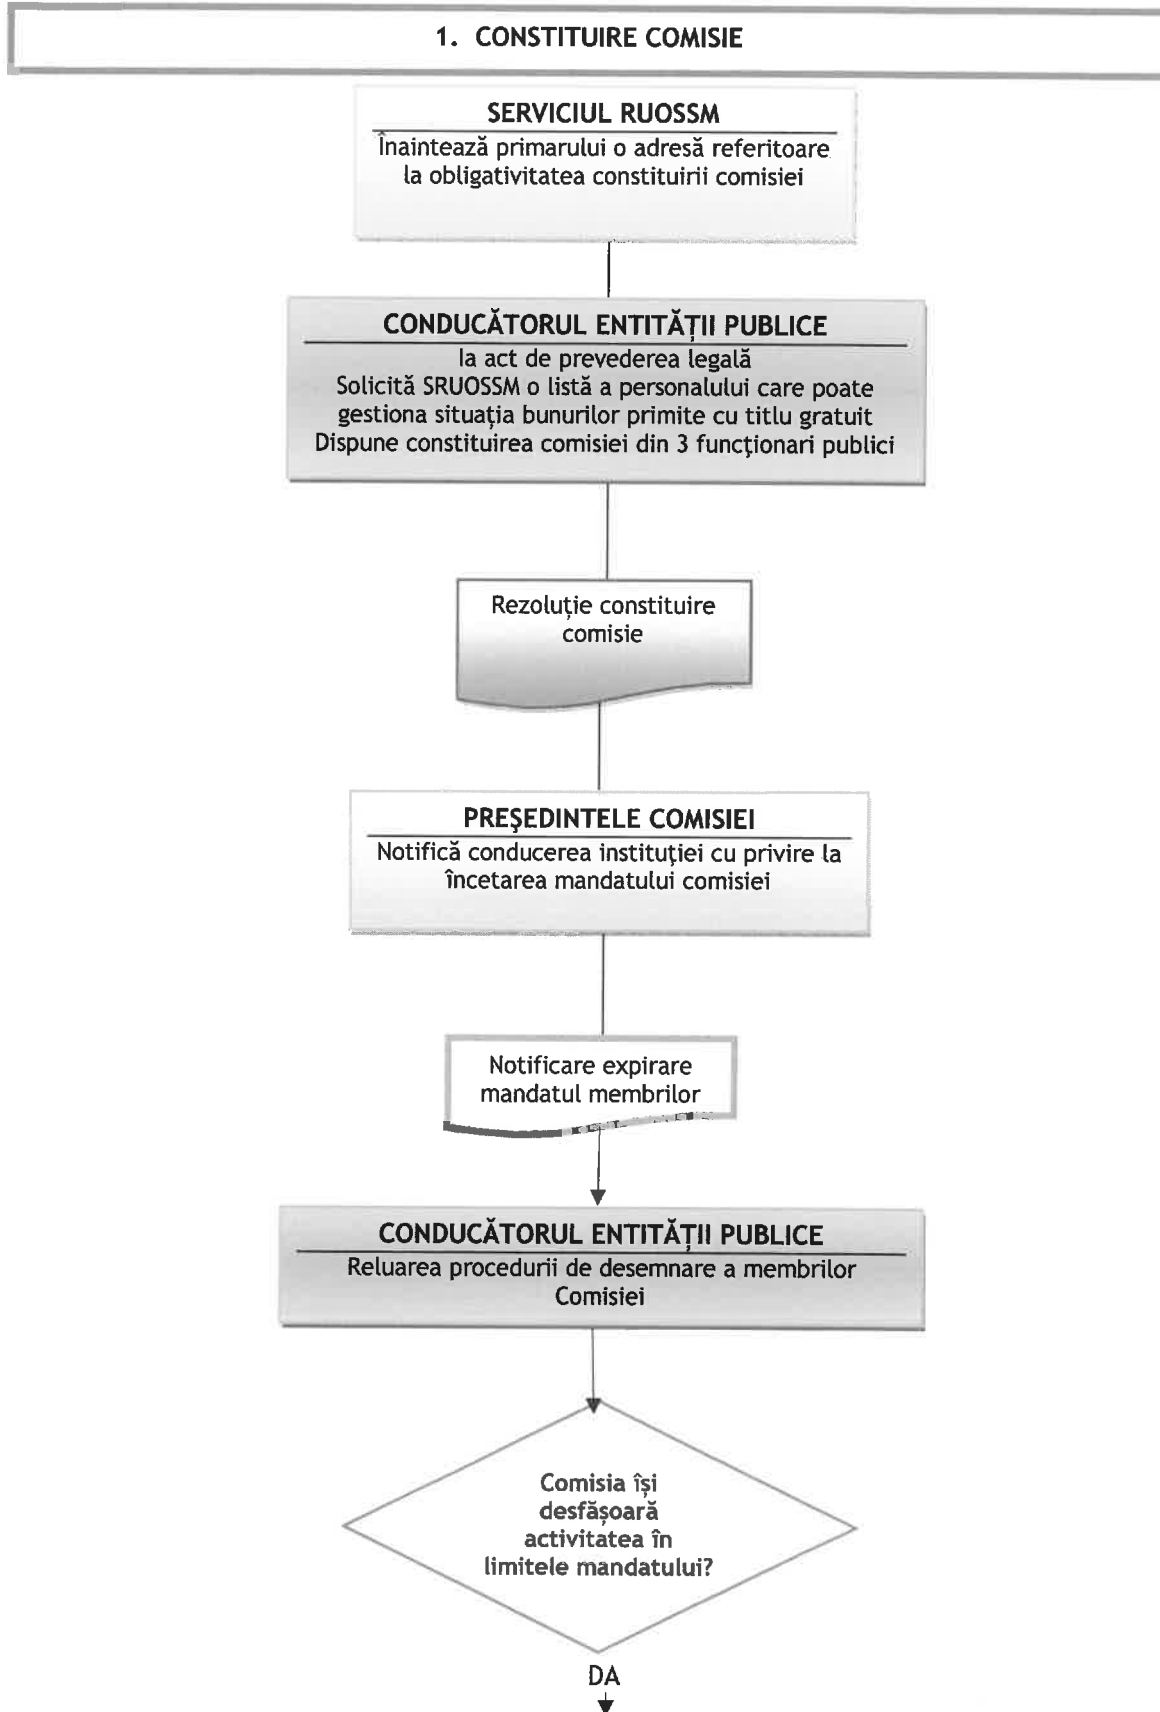 1. CONSTITUIRE COMISIE
SERVICIUL RUOSSM
Înaintează primarului o adresă referitoare
la obligativitatea constituirii comisiei
CONDUCĂTORUL ENTITĂȚII PUBLICE
Ia act de prevederea legală
Solicită SRUOSSM o listă a personalului care poate
gestiona situația bunurilor primite cu titlu gratuit
Dispune constituirea comisiei din 3 funcţionari publici
Rezoluție constituire
comisie
PREŞEDINTELE COMISIEI
Notifică conducerea instituţiei cu privire la
încetarea mandatului comisiei
Notificare expirare
mandatul membrilor
CONDUCĂTORUL ENTITĂȚII PUBLICE
Reluarea procedurii de desemnare a membrilor
Comisiei
Comisia își
desfășoară
activitatea în
limitele mandatului?
DA